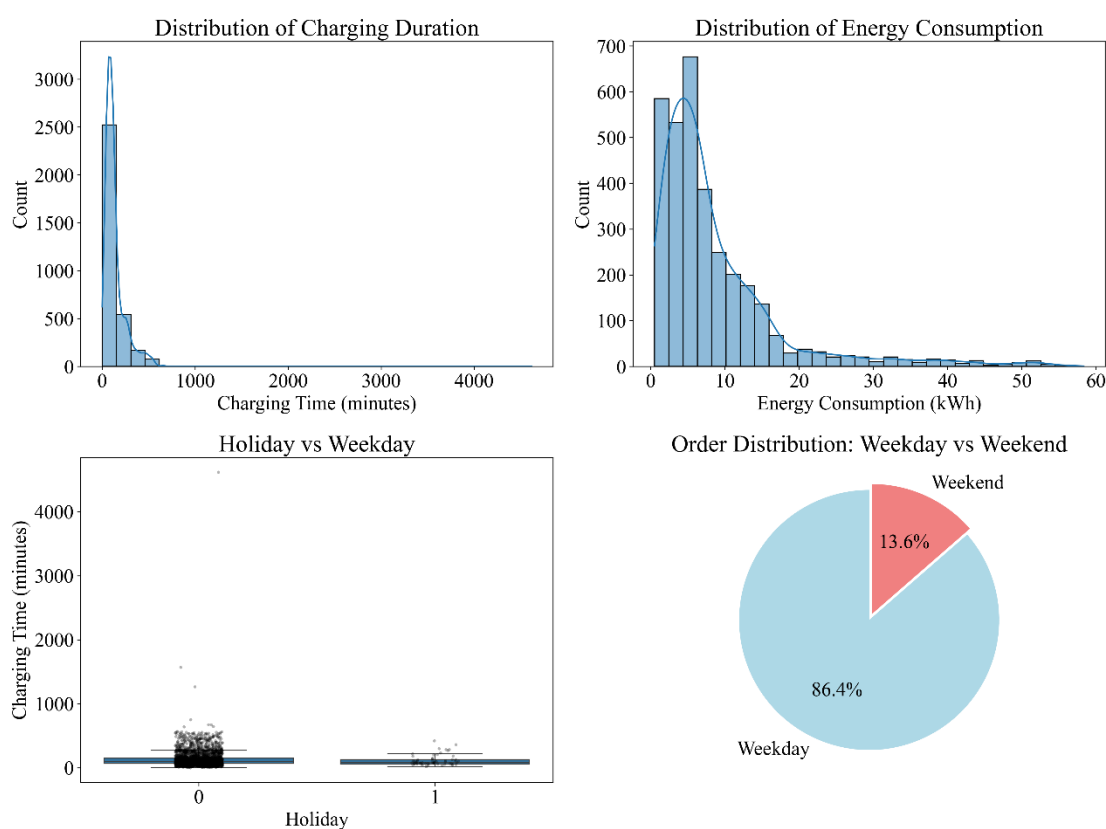 Distribution of Charging Duration
3000
2500
2000
1500
1000
500
0
Count
0 1000 2000 3000 4000
Charging Time (minutes)
Distribution of Energy Consumption
700
600
500
400
300
200
100
0
Count
0 10 20 30 40 50 60
Energy Consumption (kWh)
Holiday vs Weekday
4000
3000
2000
1000
0
Charging Time (minutes)
0 1
Holiday
Order Distribution: Weekday vs Weekend
Weekend
13.6%
86.4%
Weekday